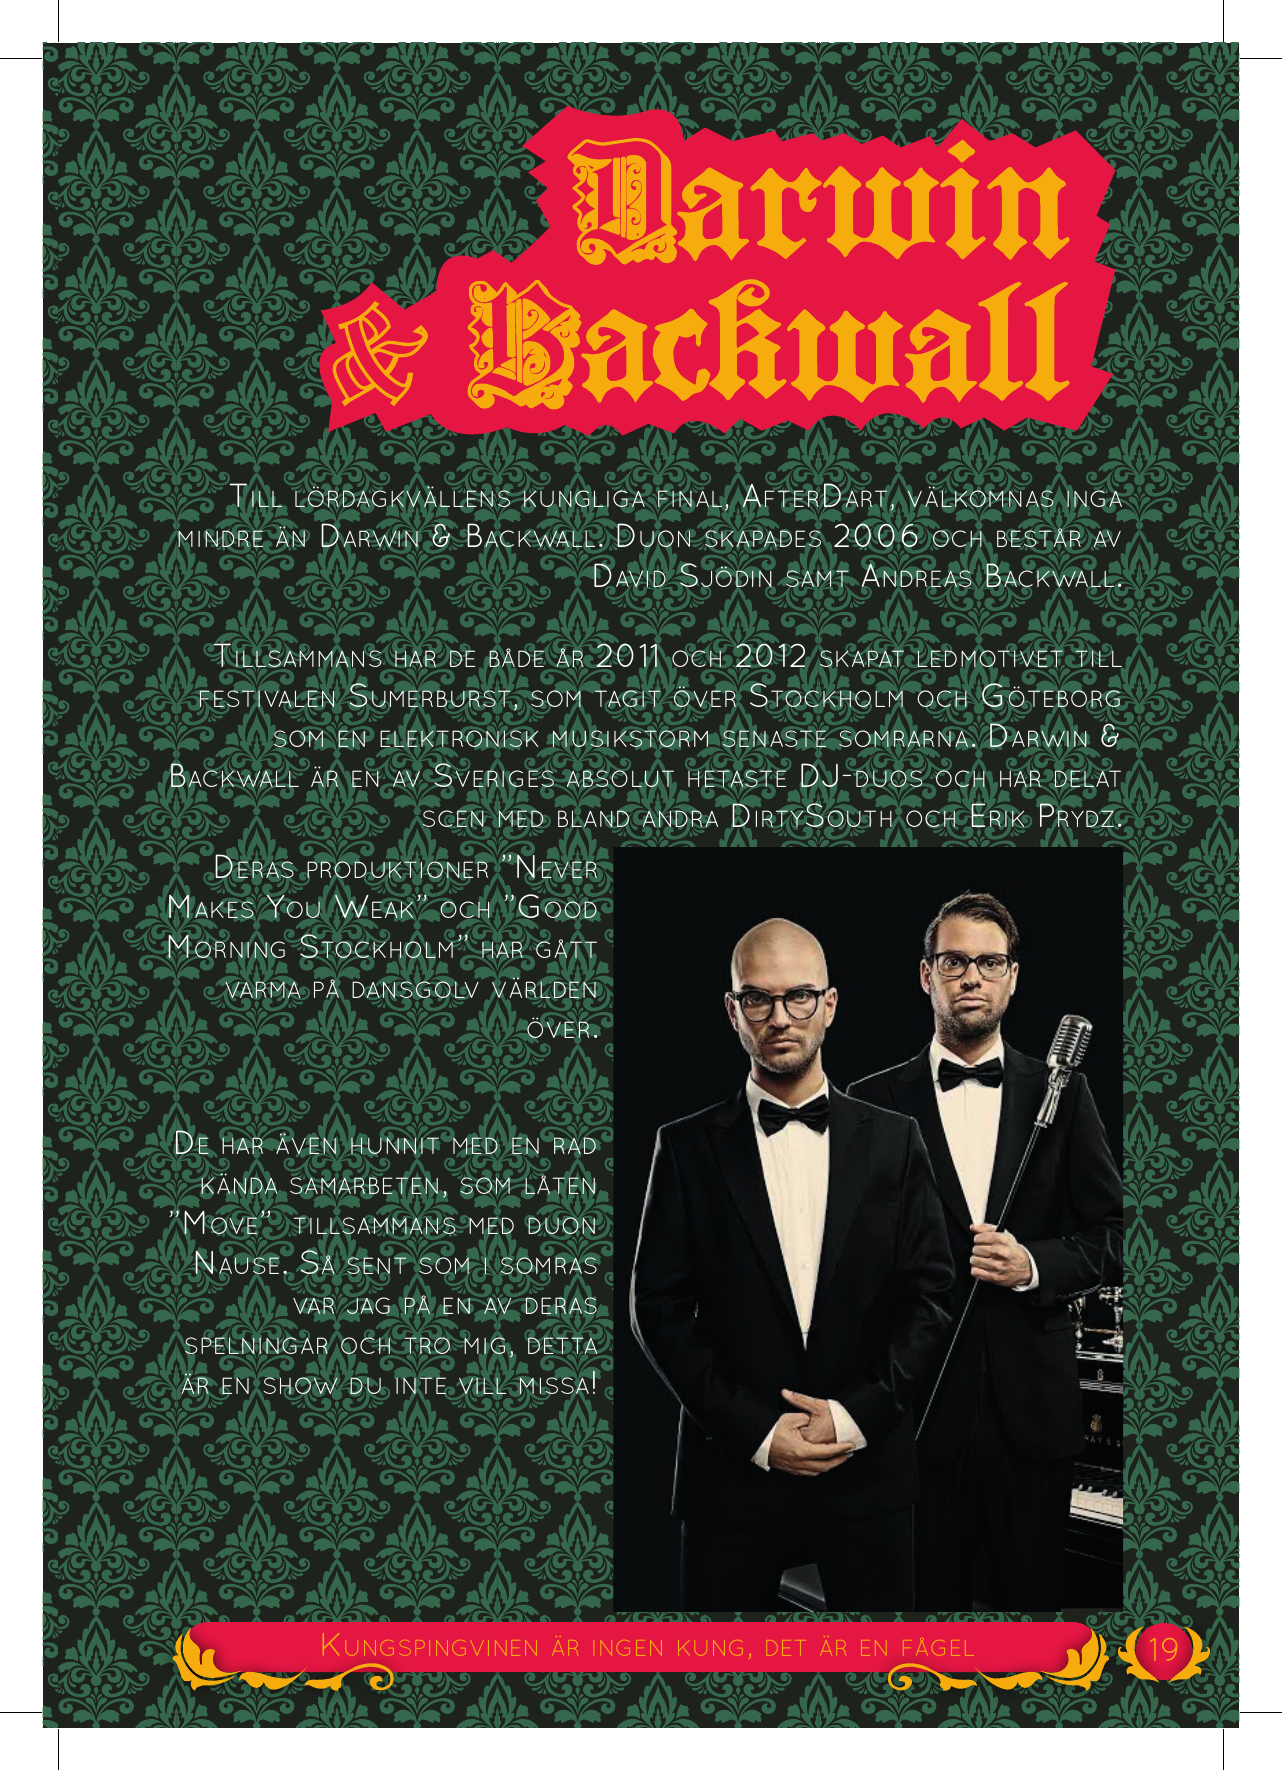 Darwin
& Backwall
Till lördagkvällens kungliga final, AfterDart, välkomnas inga
mindre än Darwin & Backwall. Duon skapades 2006 och består av
David Sjödin samt Andreas Backwall.
Tillsammans har de både år 2011 och 2012 skapat ledmotivet till
festivalen Sumerburst, som tagit över Stockholm och Göteborg
som en elektronisk musikstorm senaste somrarna. Darwin &
Backwall är en av Sveriges absolut hetaste DJ-duos och har delat
scen med bland andra DirtySouth och Erik Prydz.
Deras produktioner ”Never
Makes You Weak” och ”Good
Morning Stockholm” har gått
varma på dansgolv världen
över.
De har även hunnit med en rad
kända samarbeten, som låten
”Move” tillsammans med duon
Nause. Så sent som i somras
var jag på en av deras
spelningar och tro mig, detta
är en show du inte vill missa!
Kungspingvinen är ingen kung, det är en fågel
19